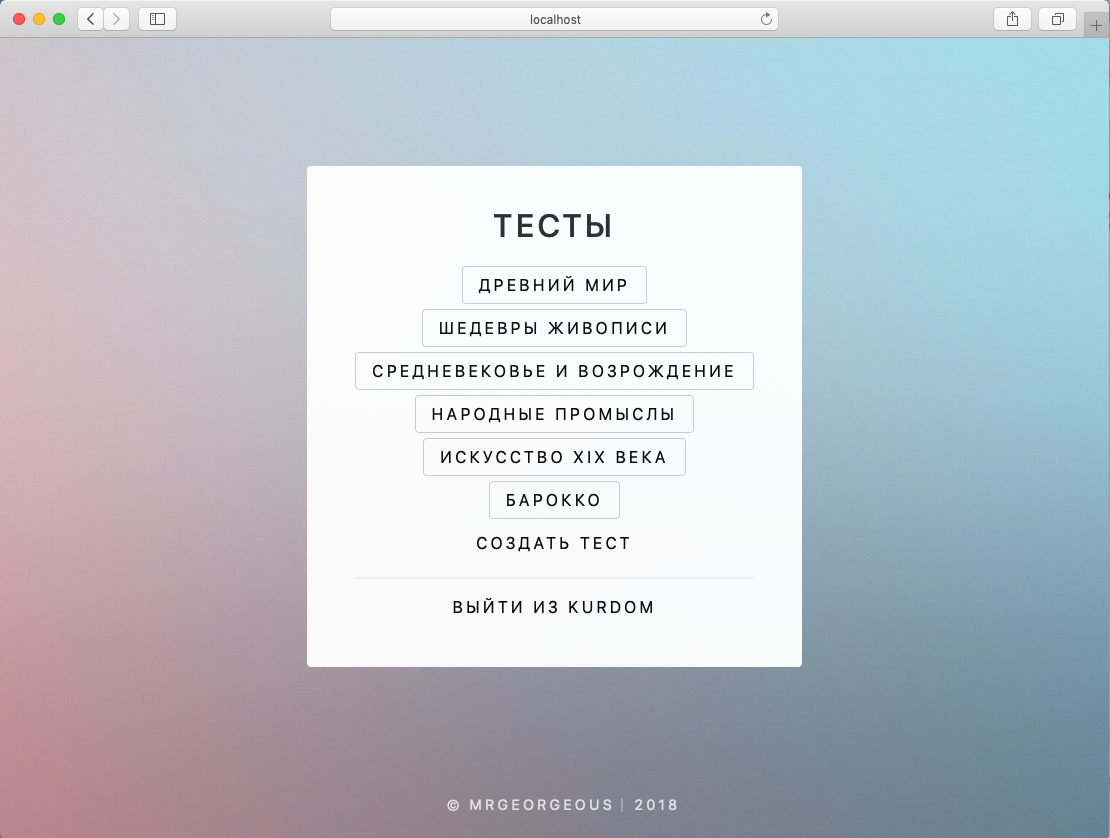 localhost
ТЕСТЫ
ДРЕВНИЙ МИР
ШЕДЕВРЫ ЖИВОПИСИ
СРЕДНЕВЕКОВЬЕ И ВОЗРОЖДЕНИЕ
НАРОДНЫЕ ПРОМЫСЛЫ
ИСКУССТВО XIX ВЕКА
БАРОККО
СОЗДАТЬ ТЕСТ
ВЫЙТИ ИЗ KURDOM
© MRGEORGEOUS | 2018